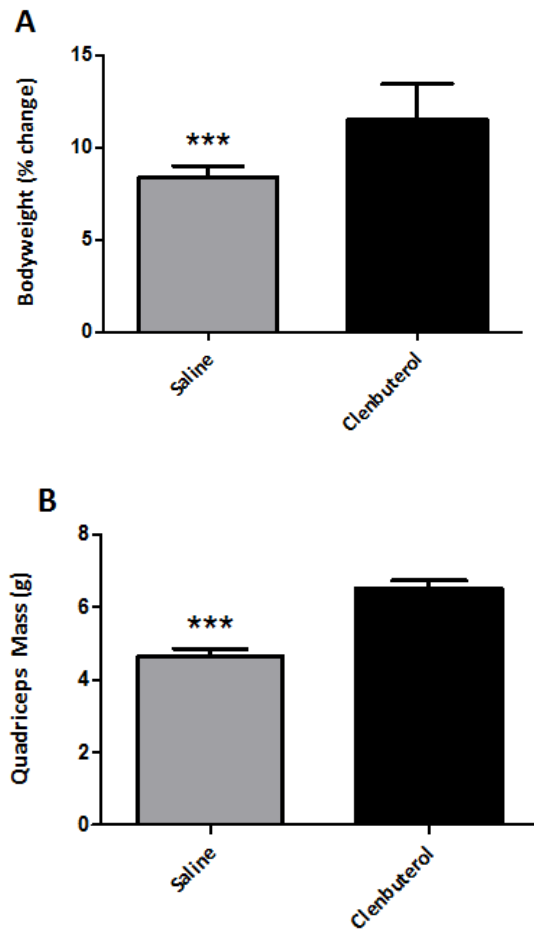 A
Bodyweight (% change)
15
10
5
0
***
Saline
Clenbuterol
B
Quadriceps Mass (g)
8
6
4
2
0
***
Saline
Clenbuterol